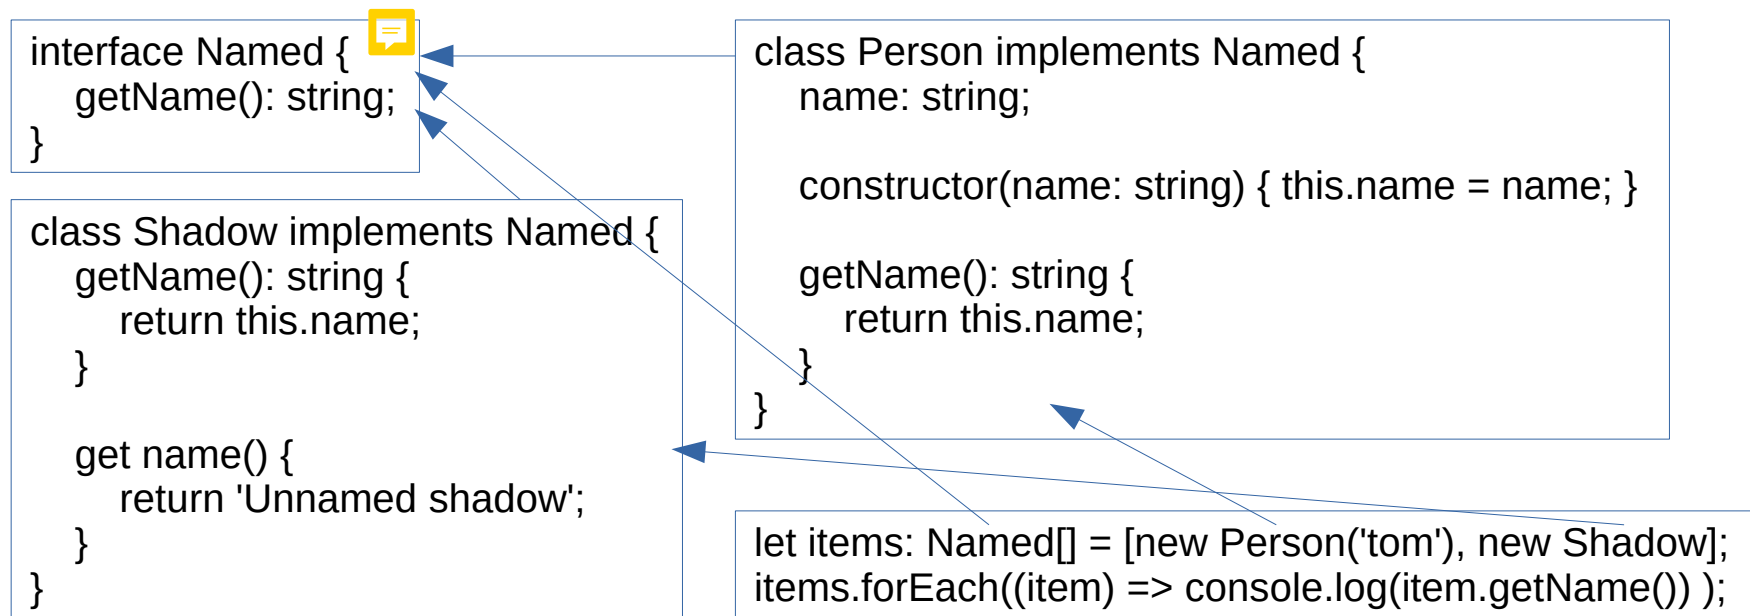 interface Named {
getName(): string;
}
class Shadow implements Named {
getName(): string {
return this.name;
}
get name() {
return 'Unnamed shadow';
}
}
class Person implements Named {
name: string;
constructor(name: string) { this.name = name; }
getName(): string {
return this.name;
}
}
let items: Named[] = [new Person('tom'), new Shadow];
items.forEach((item) => console.log(item.getName()) );